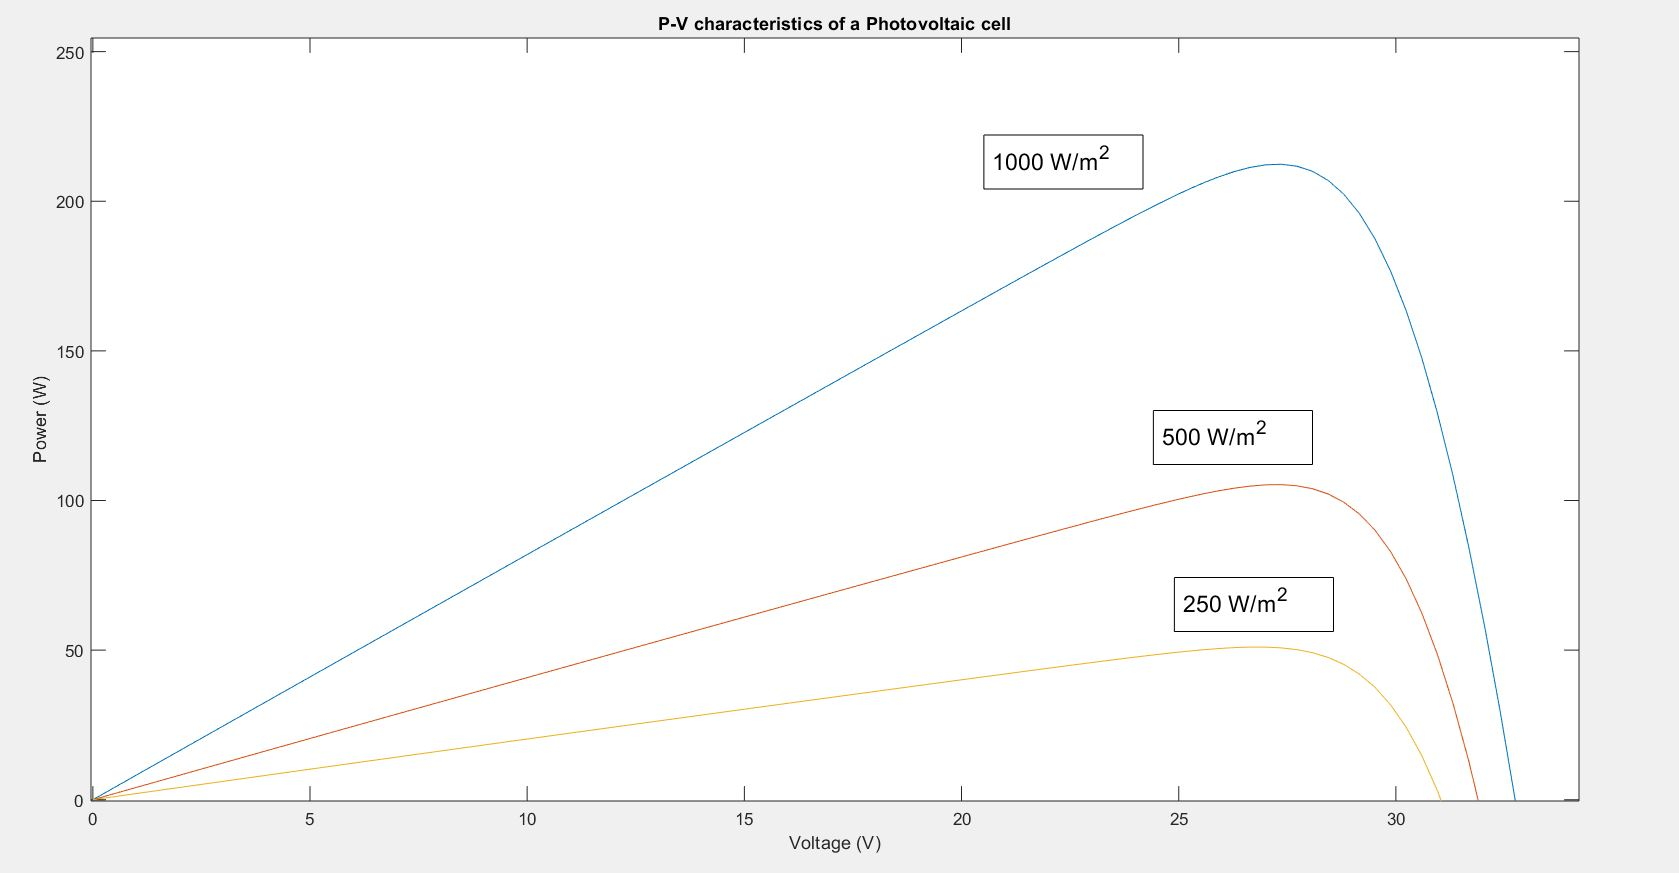 P-V characteristics of a Photovoltaic cell
250
200
150
100
50
0
Power (W)
1000 W/m²
500 W/m²
250 W/m²
0 5 10 15 20 25 30
Voltage (V)